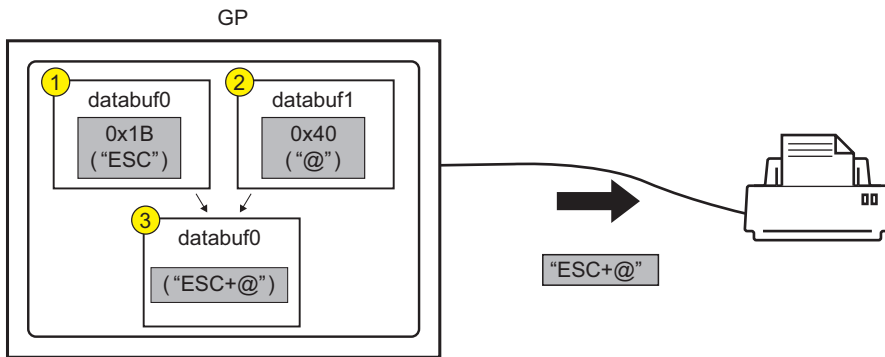 GP
1
2
databuf0
databuf1
0x1B
(“ESC”)
0x40
(“@”)
3
databuf0
(“ESC+@”)
“ESC+@”